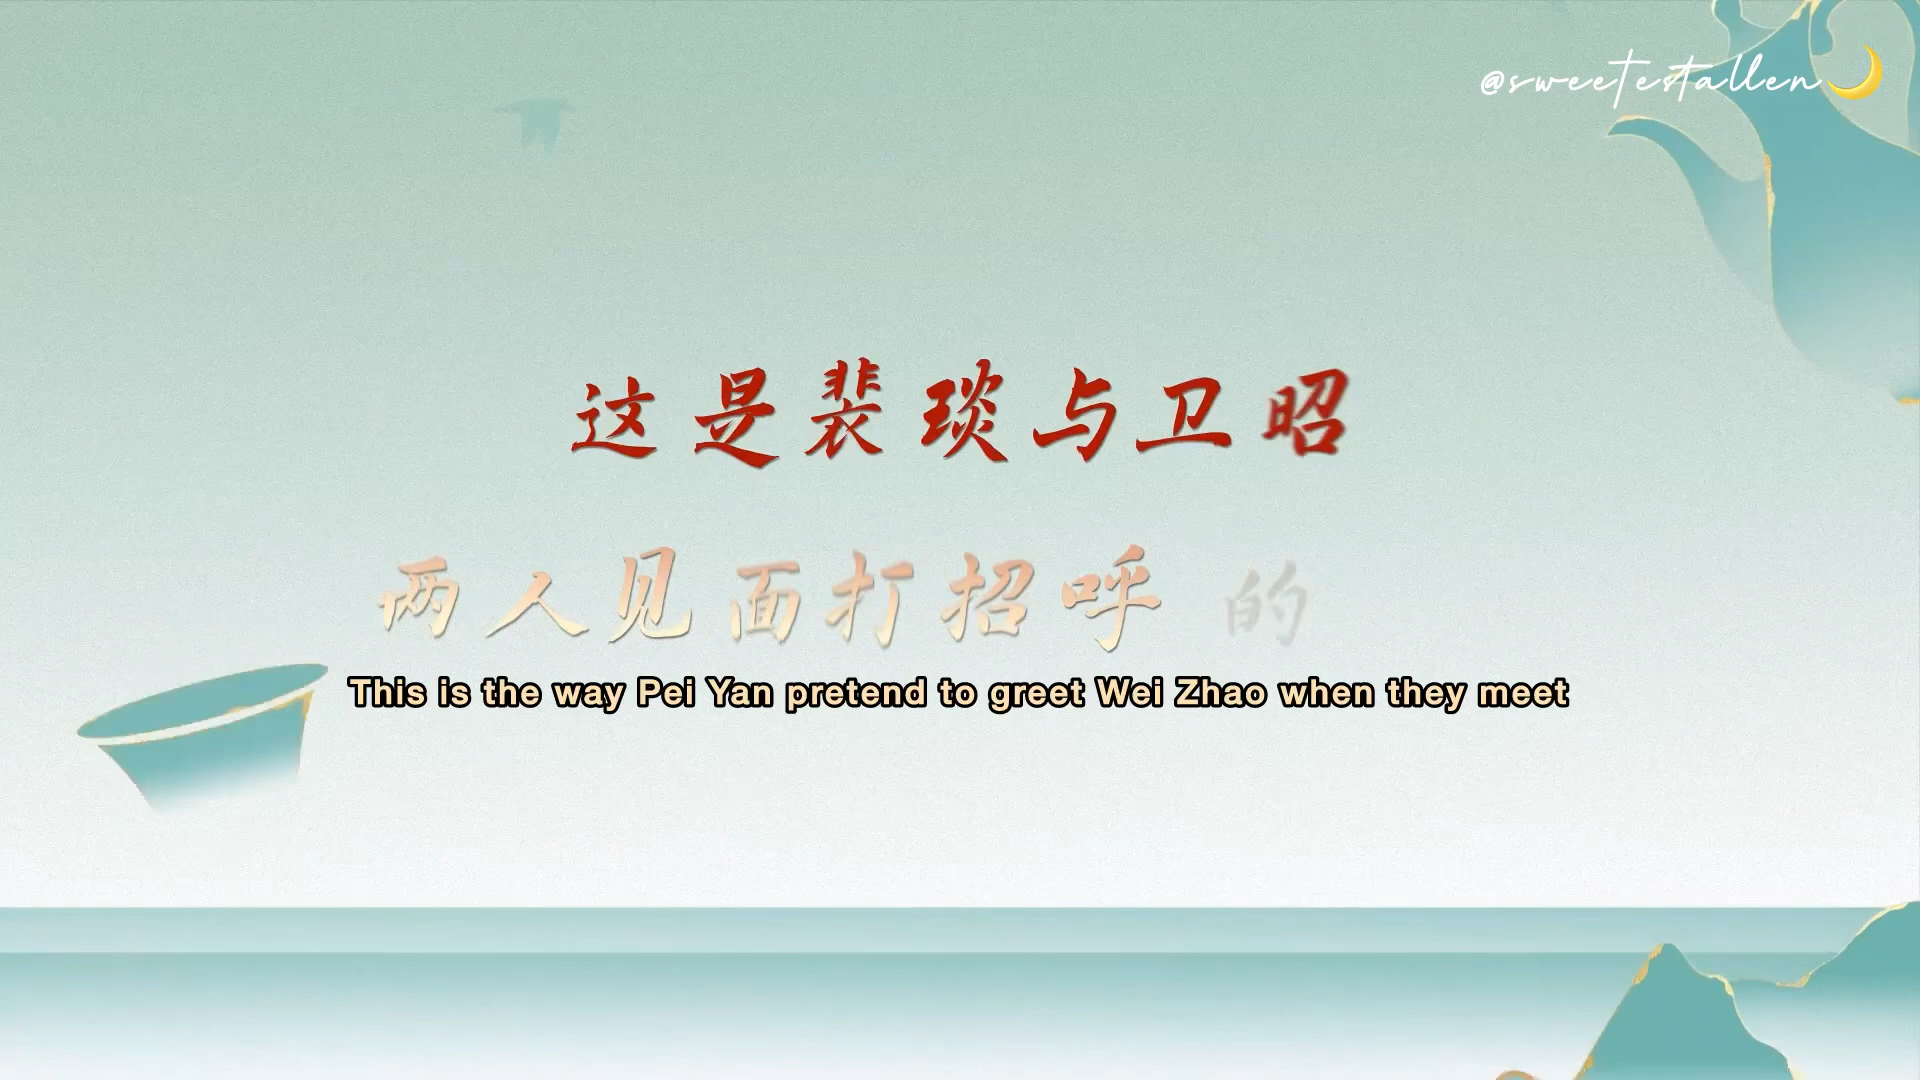 @sweetestallen🌙
这是裴琰与卫昭
两人见面打招呼的
This is the way Pei Yan pretend to greet Wei Zhao when they meet